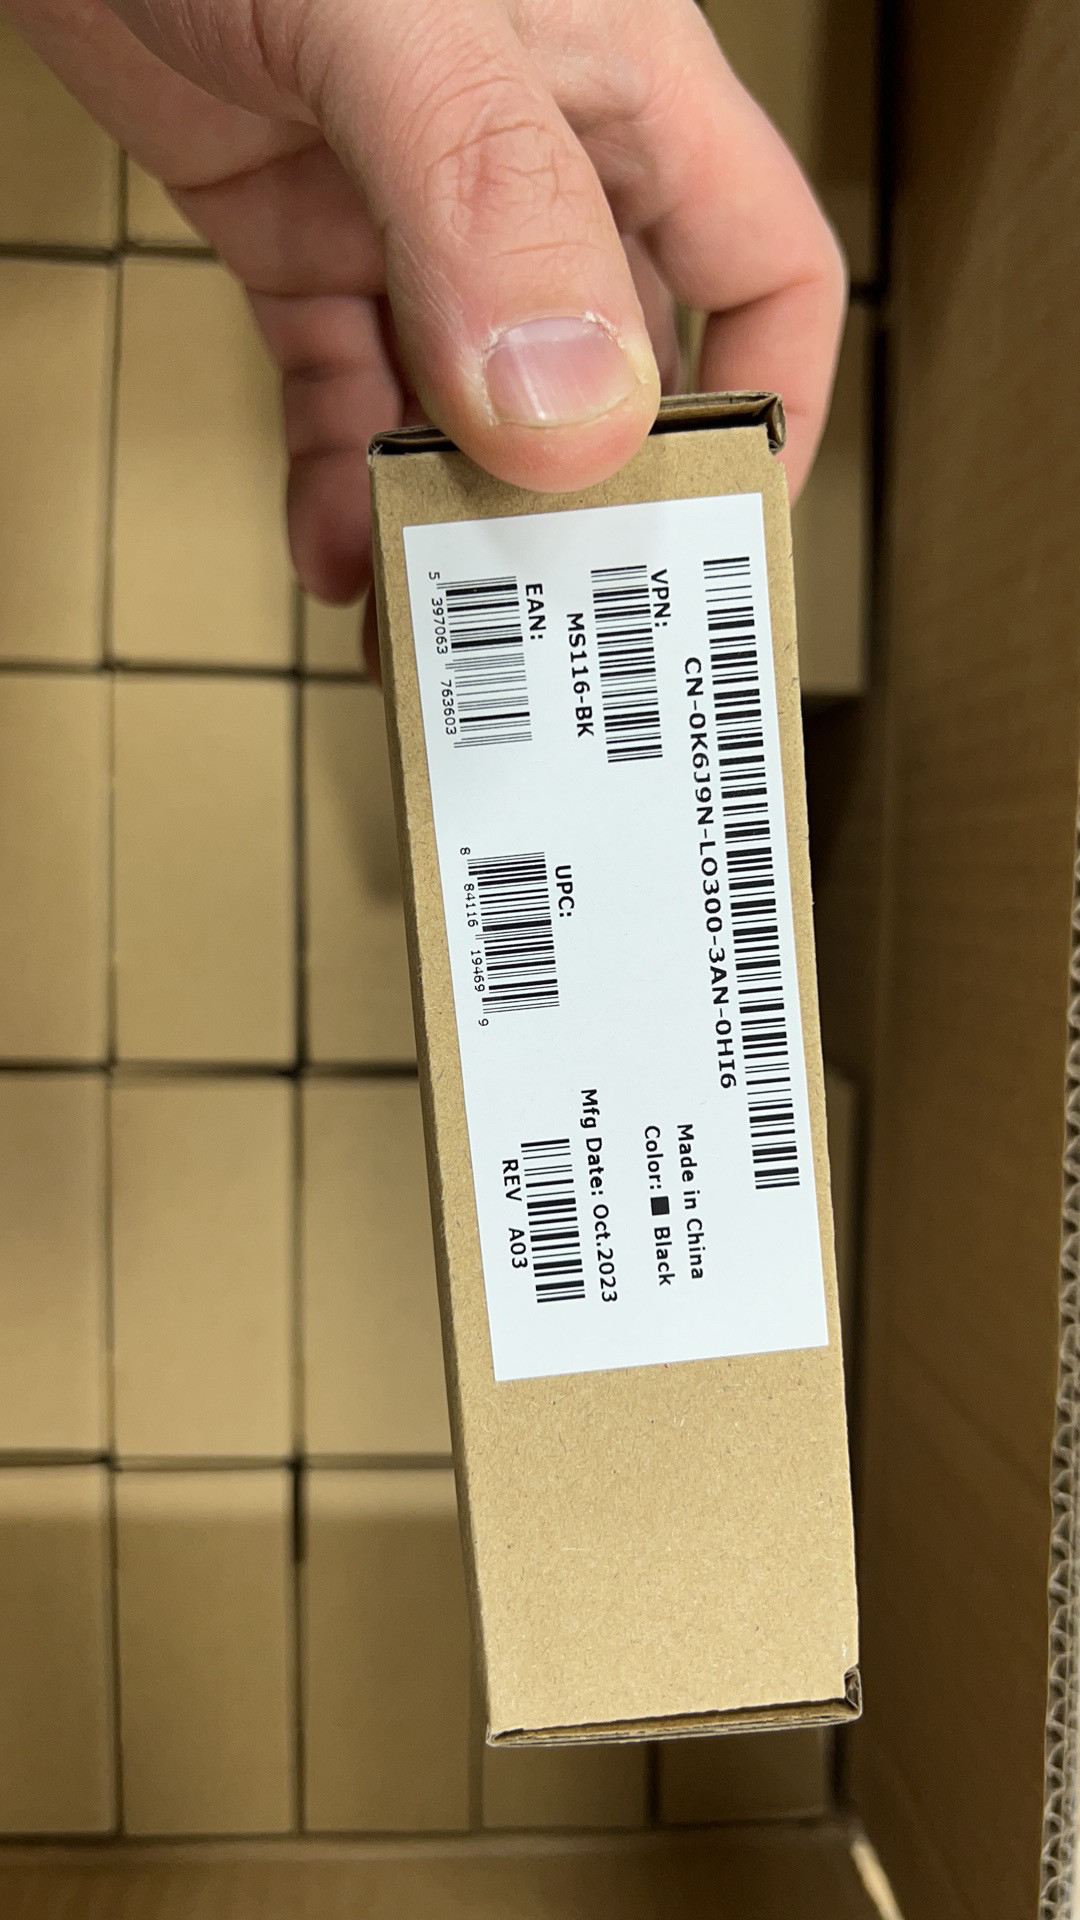 CN-0K6J9N-LO300-3AN-0HI6
VPN:
MS116-BK
Made in China
Color: Black
EAN:
5 397063 763603
UPC:
8 84116 19469 9
Mfg Date: Oct.2023
REV A03